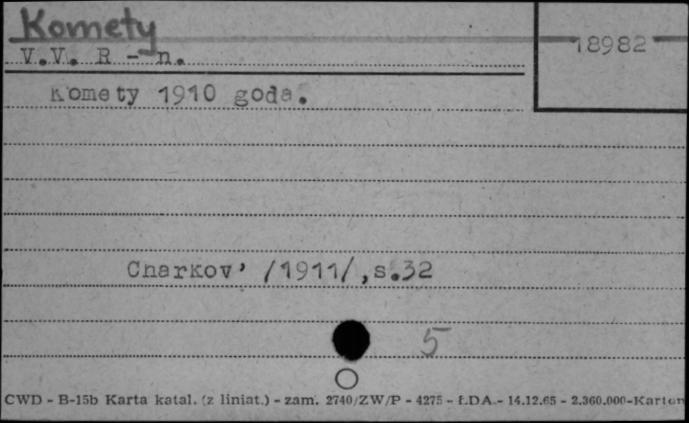 Komety
18982
V.V. R - n.
Komety 1910 goda.
Charkov' /1911/,s.32
5
CWD - B-15b Karta katal. (z liniat.) - zam. 2740/ZW/P - 4275 - f.DA.- 14.12.65 - 2.360.000-Karton